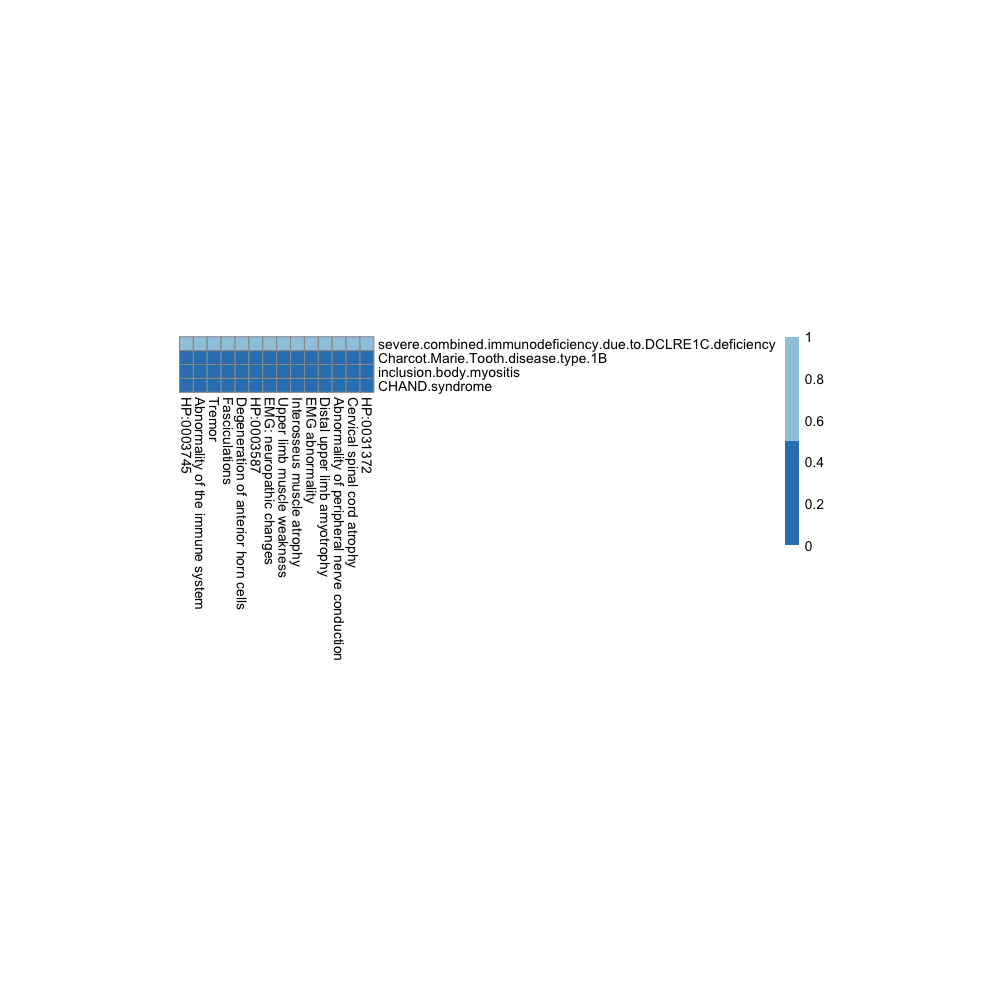 severe.combined.immunodeficiency.due.to.DCLRE1C.deficiency
Charcot.Marie.Tooth.disease.type.1B
inclusion.body.myositis
CHAND.syndrome
HP:0003745
Abnormality of the immune system
Tremor
Fasciculations
Degeneration of anterior horn cells
HP:0003587
EMG: neuropathic changes
Upper limb muscle weakness
Interosseus muscle atrophy
EMG abnormality
Distal upper limb amyotrophy
Abnormality of peripheral nerve conduction
Cervical spinal cord atrophy
HP:0031372
1
0.8
0.6
0.4
0.2
0